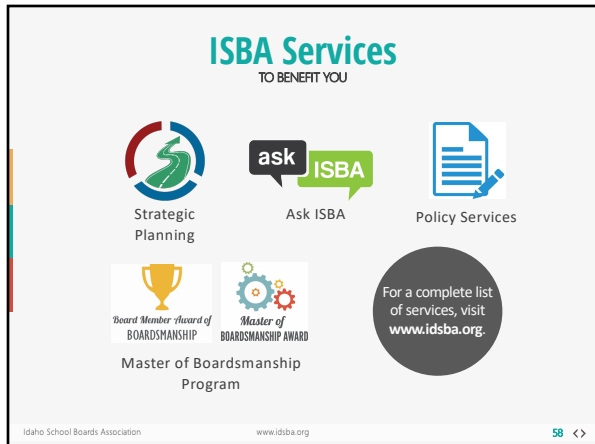 ISBA Services
TO BENEFIT YOU
ask
ISBA
Strategic
Planning
Ask ISBA
Policy Services
Board Member Award of
BOARDSMANSHIP
Master of
BOARDSMANSHIP AWARD
Master of Boardsmanship
Program
For a complete list
of services, visit
www.idsba.org.
Idaho School Boards Association
www.idsba.org
58 <>